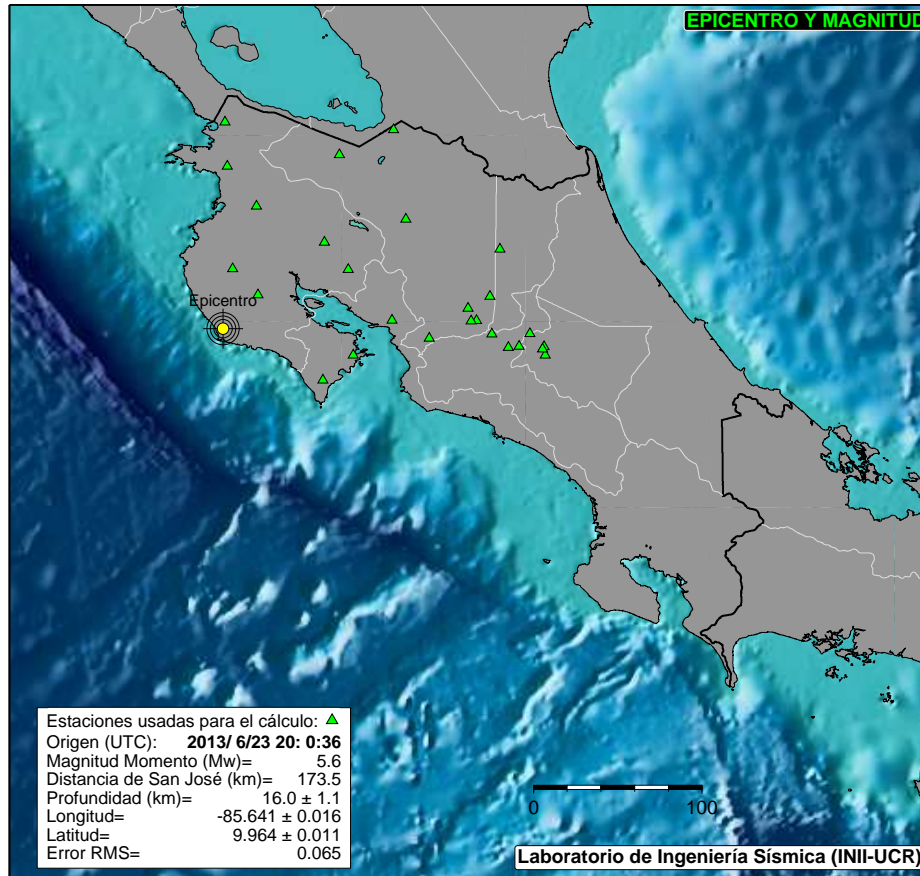 EPICENTRO Y MAGNITUD
Epicentro
Estaciones usadas para el cálculo:
Origen (UTC): 2013/ 6/23 20: 0:36
Magnitud Momento (Mw)= 5.6
Distancia de San José (km)= 173.5
Profundidad (km)= 16.0 ± 1.1
Longitud= -85.641 ± 0.016
Latitud= 9.964 ± 0.011
Error RMS= 0.065
0 100
Laboratorio de Ingeniería Sísmica (INII-UCR)